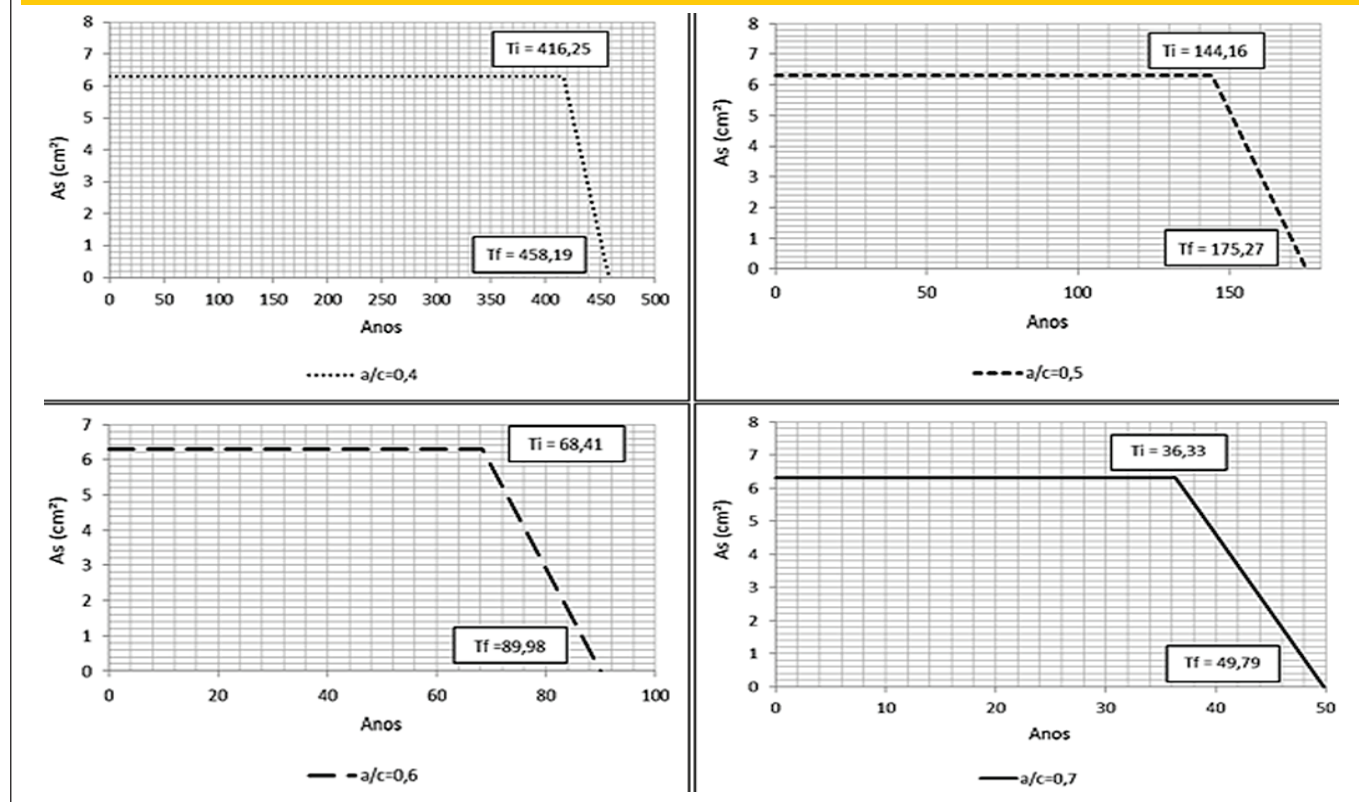 8
7
6
5
4
3
2
1
0
As (cm²)
Ti = 416,25
Tf = 458,19
0 50 100 150 200 250 300 350 400 450 500
Anos
a/c=0,4
8
7
6
5
4
3
2
1
0
As (cm²)
Ti = 144,16
Tf = 175,27
0 50 100 150
Anos
a/c=0,5
7
6
5
4
3
2
1
0
As (cm²)
Ti = 68,41
Tf =89,98
0 20 40 60 80 100
Anos
a/c=0,6
8
7
6
5
4
3
2
1
0
As (cm²)
Ti = 36,33
Tf = 49,79
0 10 20 30 40 50
Anos
a/c=0,7